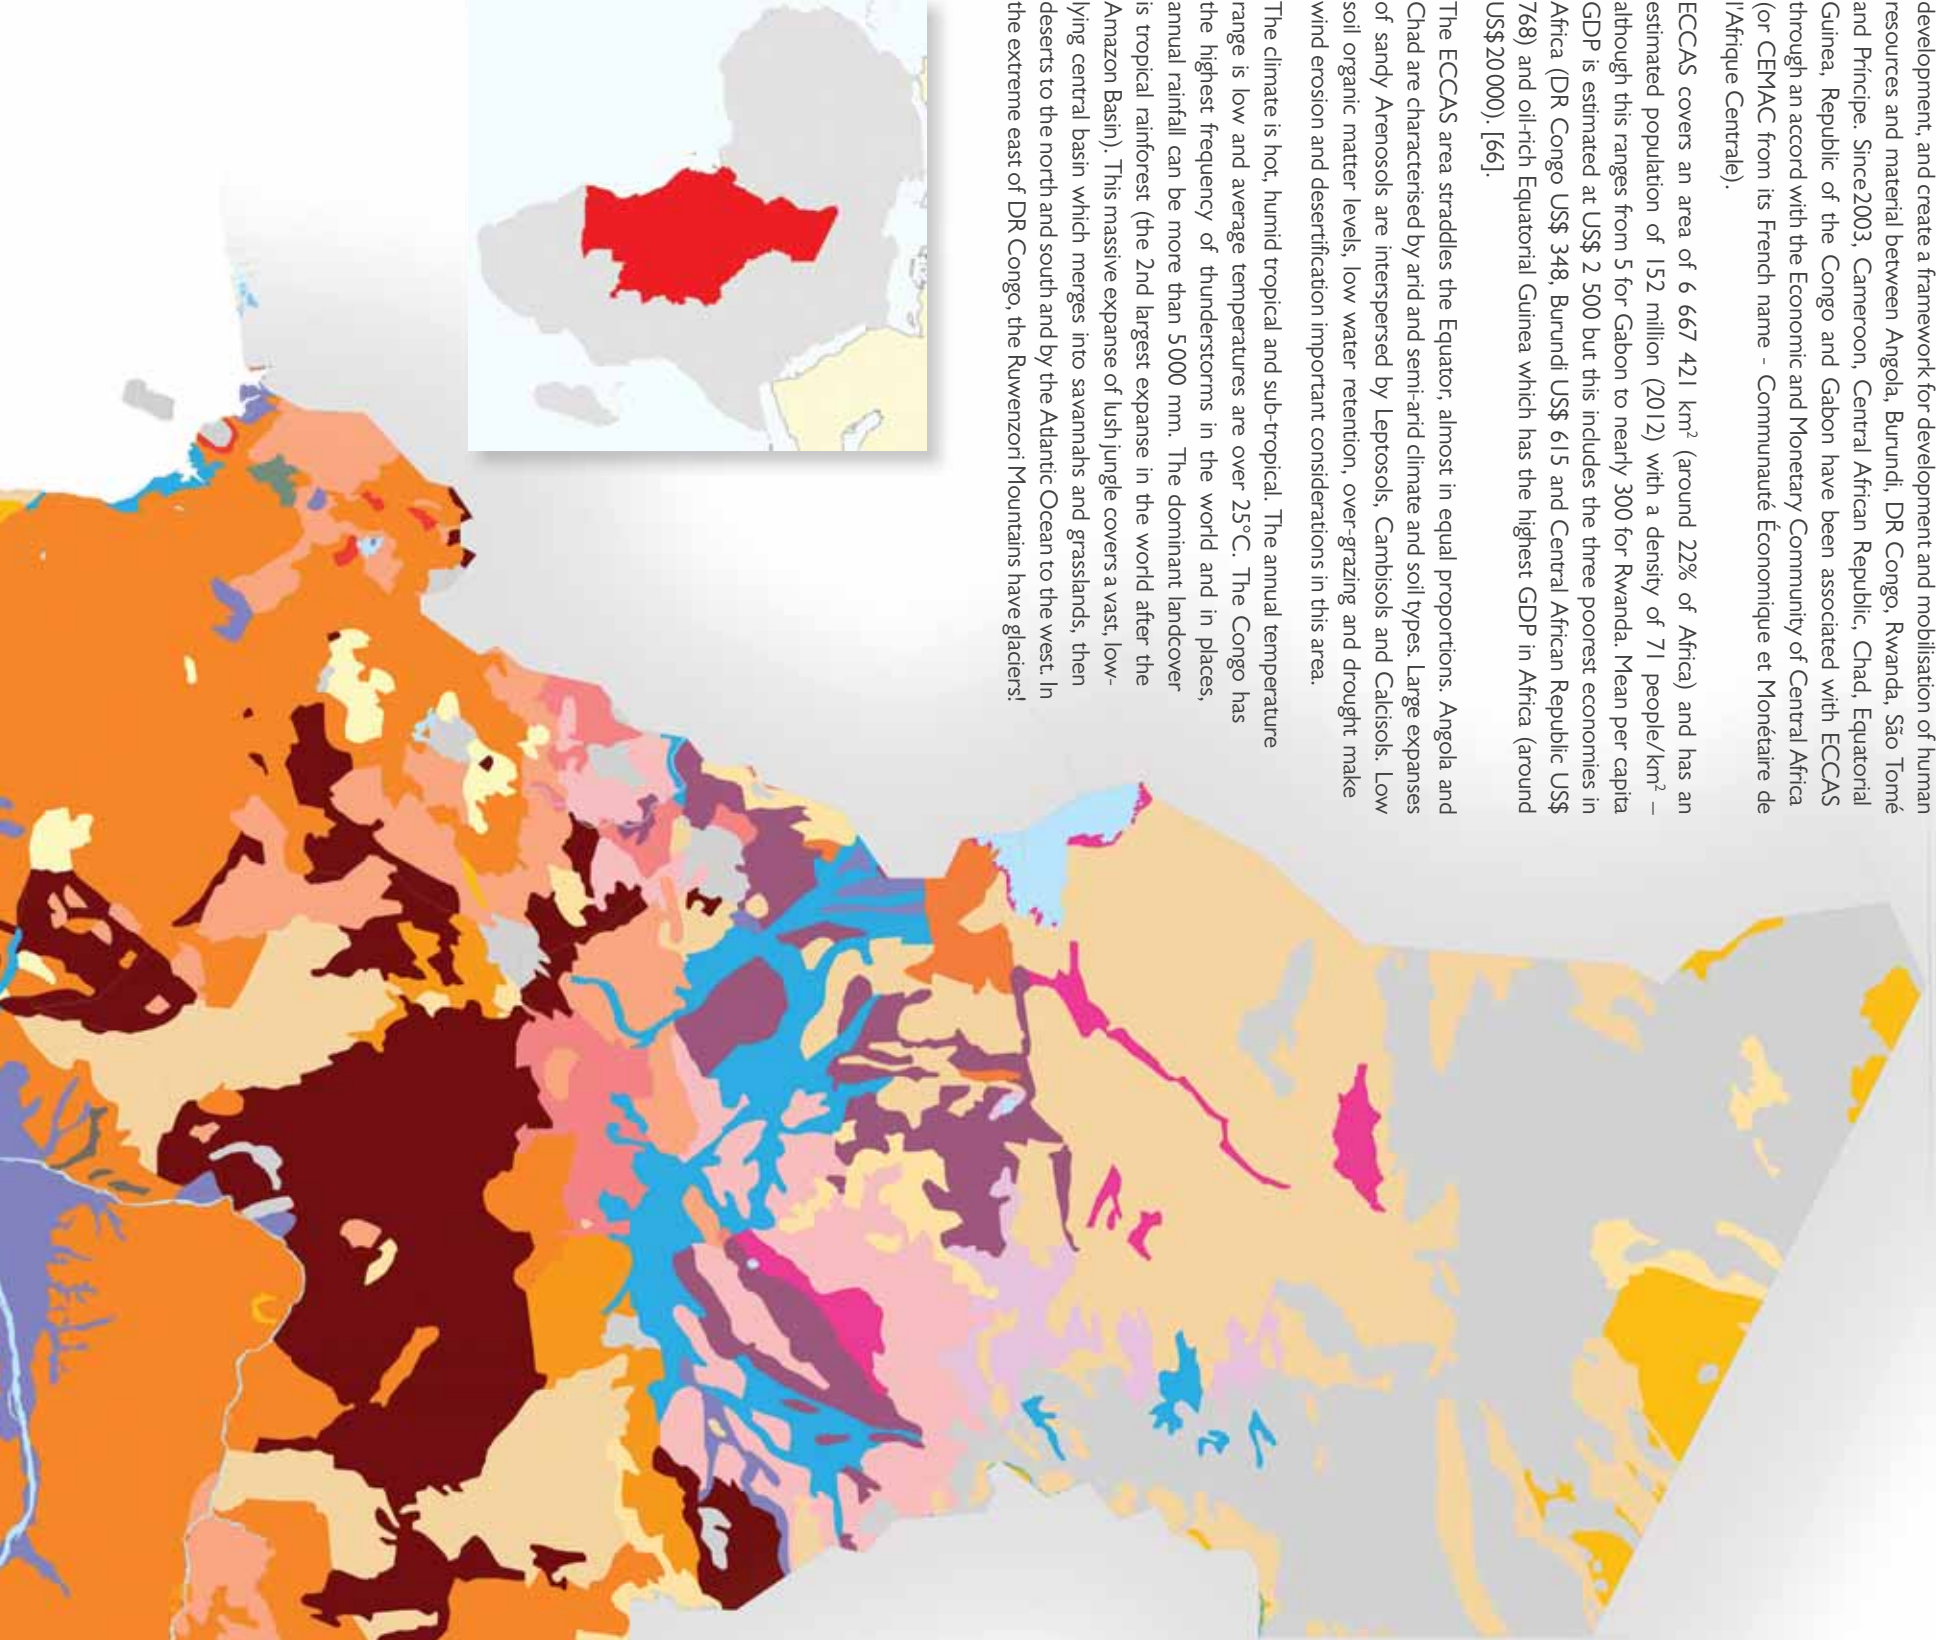 development, and create a framework for development and mobilisation of human
resources and material between Angola, Burundi, DR Congo, Rwanda, São Tomé
and Príncipe. Since2003, Cameroon, Central African Republic, Chad, Equatorial
Guinea, Republic of the Congo and Gabon have been associated with ECCAS
through an accord with the Economic and Monetary Community of Central Africa
(or CEMAC from its French name - Communauté Économique et Monétaire de
l'Afrique Centrale).
ECCAS covers an area of 6 667 421 km² (around 22% of Africa) and has an
estimated population of 152 million (2012) with a density of 71 people/km² –
although this ranges from 5 for Gabon to nearly 300 for Rwanda. Mean per capita
GDP is estimated at US$ 2 500 but this includes the three poorest economies in
Africa (DR Congo US$ 348, Burundi US$ 615 and Central African Republic US$
768) and oil-rich Equatorial Guinea which has the highest GDP in Africa (around
US$20000). [66].
The ECCAS area straddles the Equator, almost in equal proportions. Angola and
Chad are characterised by arid and semi-arid climate and soil types. Large expanses
of sandy Arenosols are interspersed by Leptosols, Cambisols and Calcisols. Low
soil organic matter levels, low water retention, over-grazing and drought make
wind erosion and desertification important considerations in this area.
The climate is hot, humid tropical and sub-tropical. The annual temperature
range is low and average temperatures are over 25°C. The Congo has
the highest frequency of thunderstorms in the world and in places,
annual rainfall can be more than 5000 mm. The dominant landcover
is tropical rainforest (the 2nd largest expanse in the world after the
Amazon Basin). This massive expanse of lush jungle covers a vast, low-
lying central basin which merges into savannahs and grasslands, then
deserts to the north and south and by the Atlantic Ocean to the west. In
the extreme east of DR Congo, the Ruwenzori Mountains have glaciers!